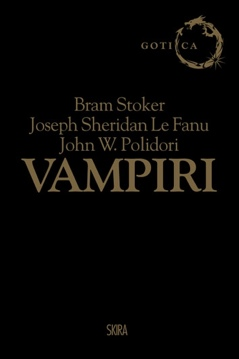 GOTICA
Bram Stoker
Joseph Sheridan Le Fanu
John W. Polidori
VAMPIRI
SKIRA